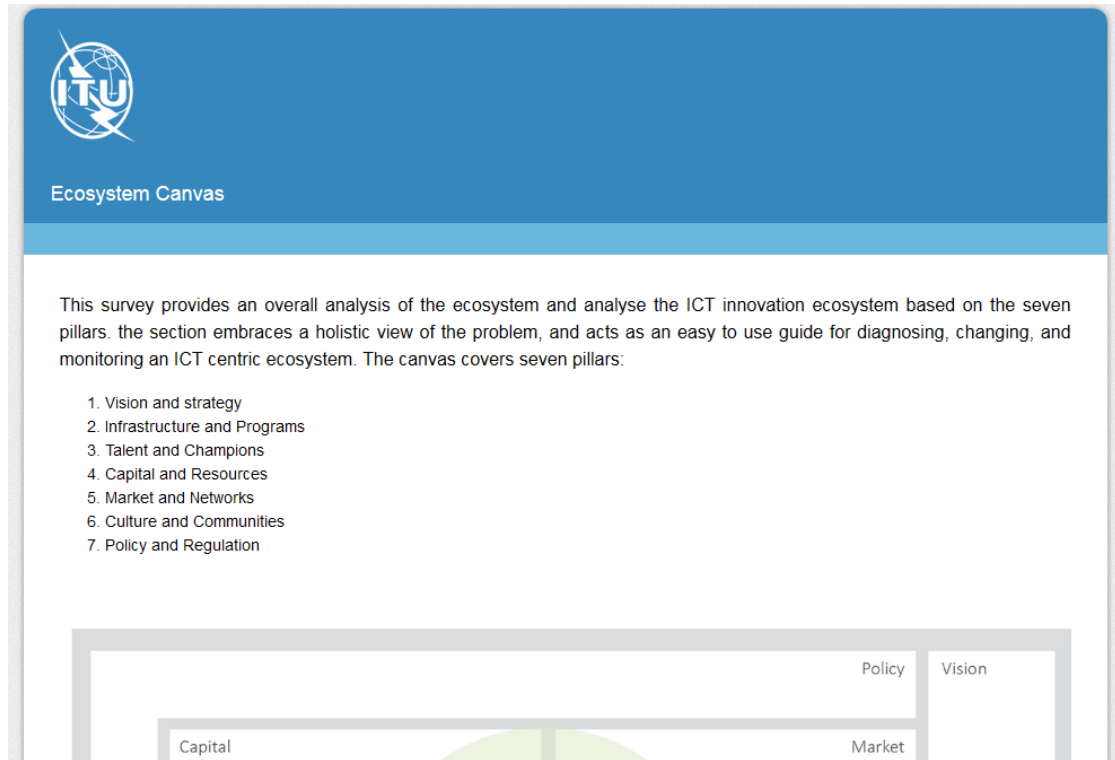 ITU
Ecosystem Canvas
This survey provides an overall analysis of the ecosystem and analyse the ICT innovation ecosystem based on the seven
pillars. the section embraces a holistic view of the problem, and acts as an easy to use guide for diagnosing, changing, and
monitoring an ICT centric ecosystem. The canvas covers seven pillars:
1. Vision and strategy
2. Infrastructure and Programs
3. Talent and Champions
4. Capital and Resources
5. Market and Networks
6. Culture and Communities
7. Policy and Regulation
Policy Vision
Capital Market